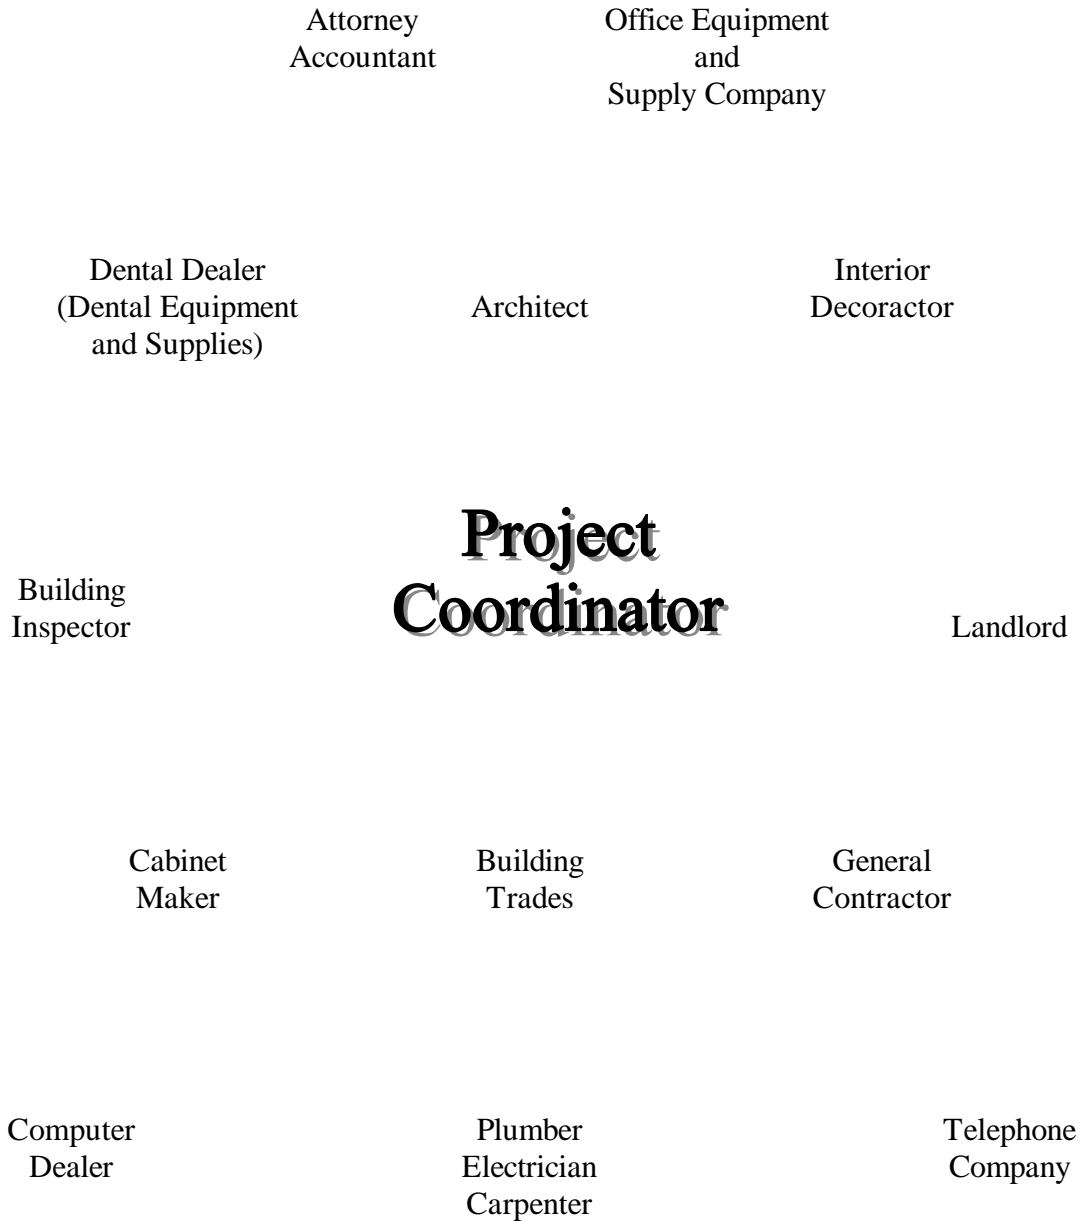 Attorney
Accountant
Office Equipment
and
Supply Company
Dental Dealer
(Dental Equipment
and Supplies)
Architect
Interior
Decoractor
Project
Coordinator
Building
Inspector
Landlord
Cabinet
Maker
Building
Trades
General
Contractor
Computer
Dealer
Plumber
Electrician
Carpenter
Telephone
Company